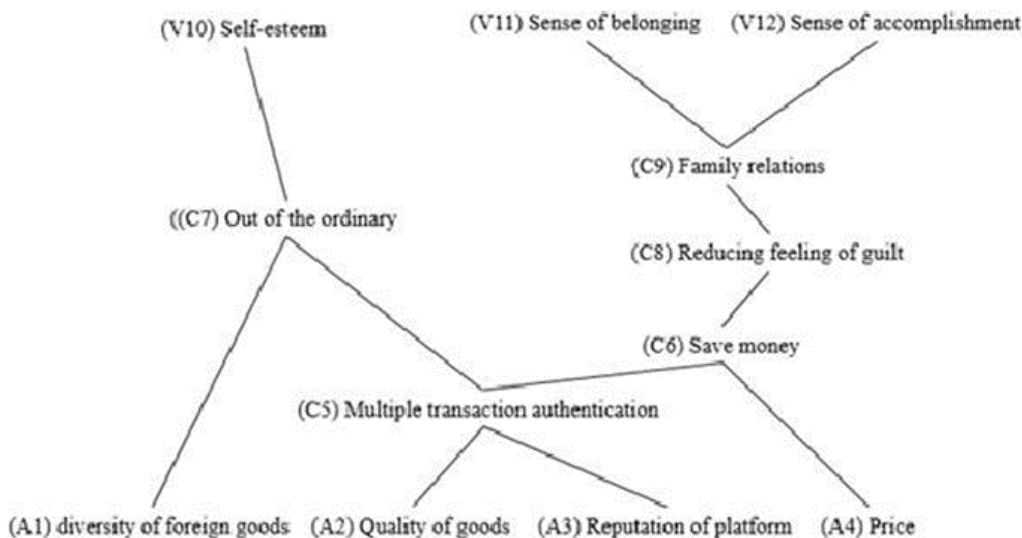 (V10) Self-esteem
(V11) Sense of belonging
(V12) Sense of accomplishment
(C9) Family relations
((C7) Out of the ordinary
(C8) Reducing feeling of guilt
(C6) Save money
(C5) Multiple transaction authentication
(A1) diversity of foreign goods
(A2) Quality of goods
(A3) Reputation of platform
(A4) Price